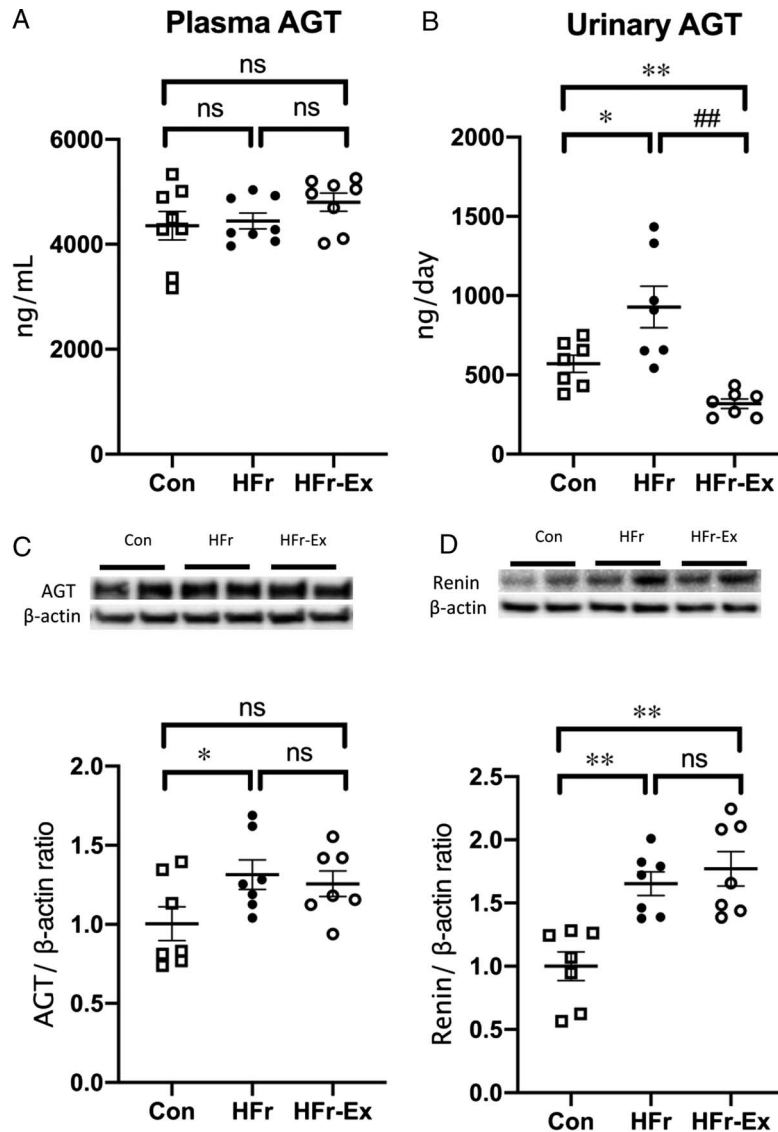 A Plasma AGT
ns
ns ns
6000
4000
2000
0
ng/mL
Con HFr HFr-Ex
B Urinary AGT
**
* ##
2000
1500
1000
500
0
ng/day
Con HFr HFr-Ex
C
Con HFr HFr-Ex
AGT
β-actin
ns
* ns
2.0
1.5
1.0
0.5
0.0
AGT/ β-actin ratio
Con HFr HFr-Ex
D
Con HFr HFr-Ex
Renin
β-actin
**
** ns
2.5
2.0
1.5
1.0
0.5
0.0
Renin/ β-actin ratio
Con HFr HFr-Ex